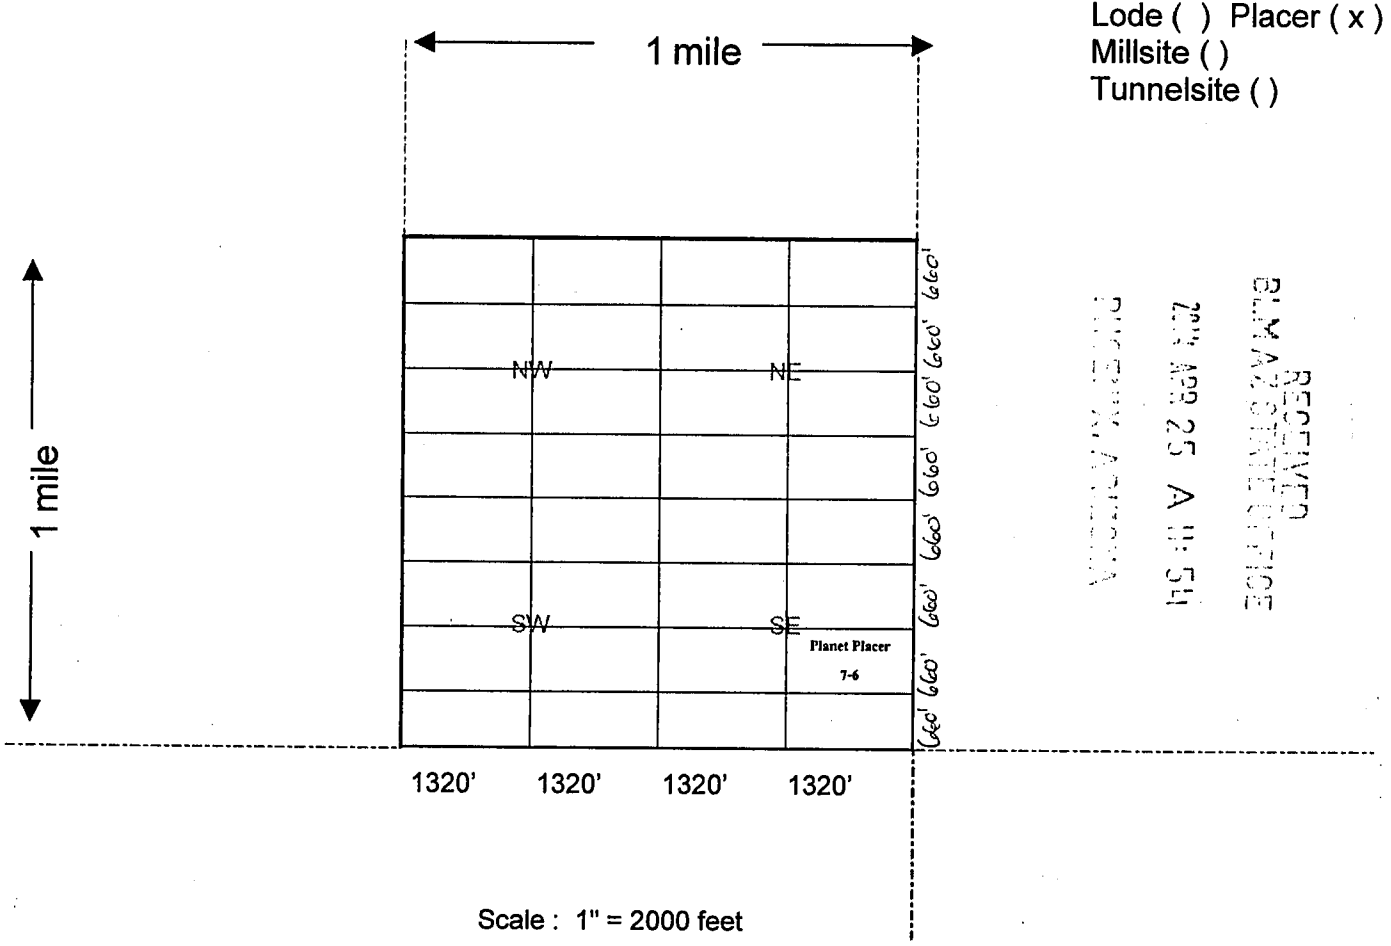 Lode ( ) Placer ( x )
Millsite ( )
Tunnelsite ( )
1 mile
1 mile
NW
NE
SW
SE
Planet Placer
7-6
660'
660'
660'
660'
660'
660'
660'
660'
1320' 1320' 1320' 1320'
Scale : 1" = 2000 feet
RECEIVED
BLM AZ STATE OFFICE
APR 25 A 11:54